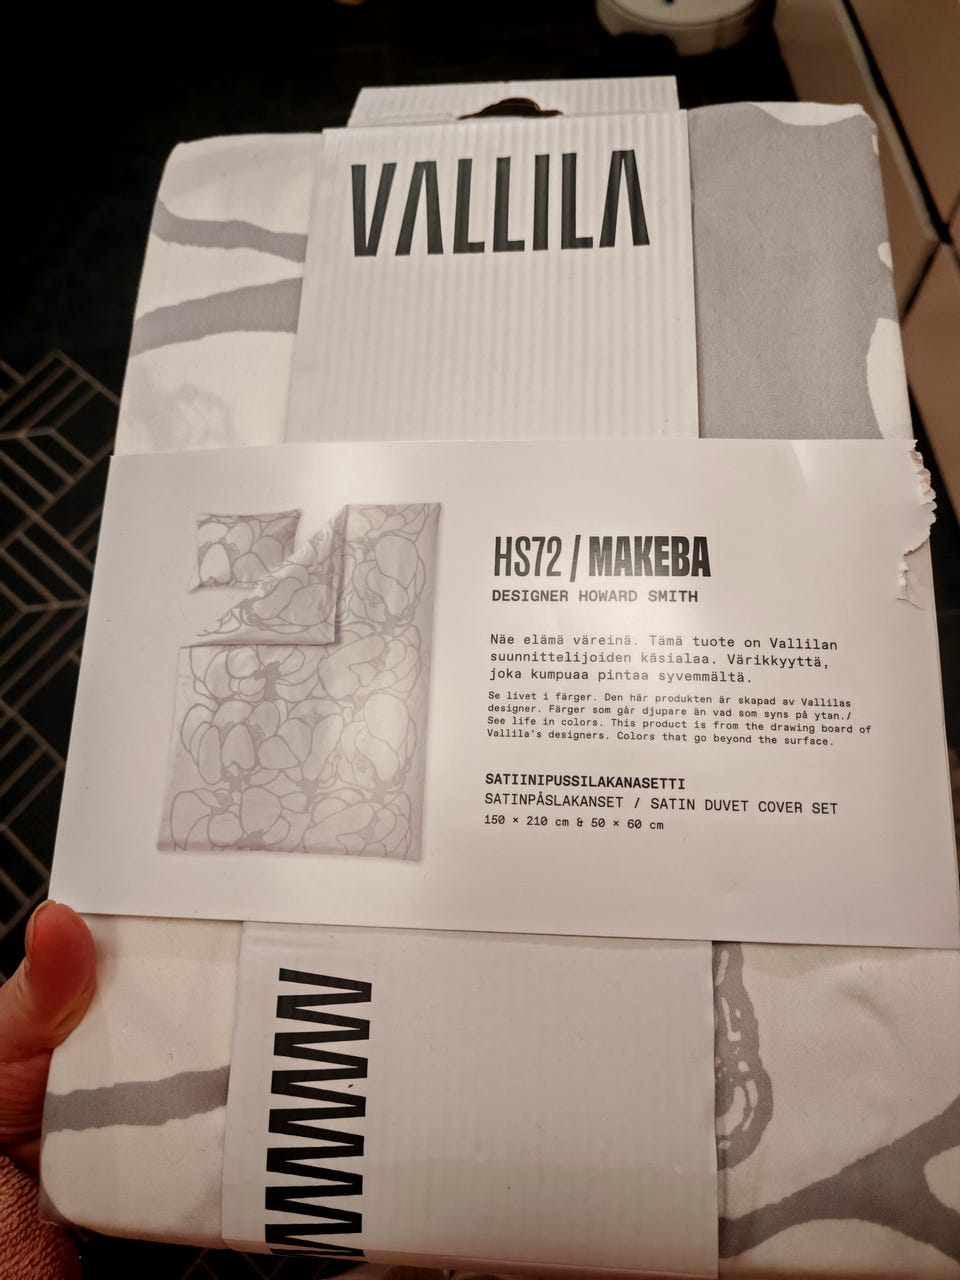 VALLILA
HS72 / MAKEBA
DESIGNER HOWARD SMITH
Näe elämä väreinä. Tämä tuote on Vallilan
suunnittelijoiden käsialaa. Värikkyyttä,
joka kumpuaa pintaa syvemmältä.
Se livet i färger. Den här produkten är skapad av Vallilas
designer. Färger som går djupare än vad som syns på ytan./
See life in colors. This product is from the drawing board of
Vallila's designers. Colors that go beyond the surface.
SATIINIPUSSILAKANASETTI
SATINPÅSLAKANSET / SATIN DUVET COVER SET
150 × 210 cm & 50 × 60 cm